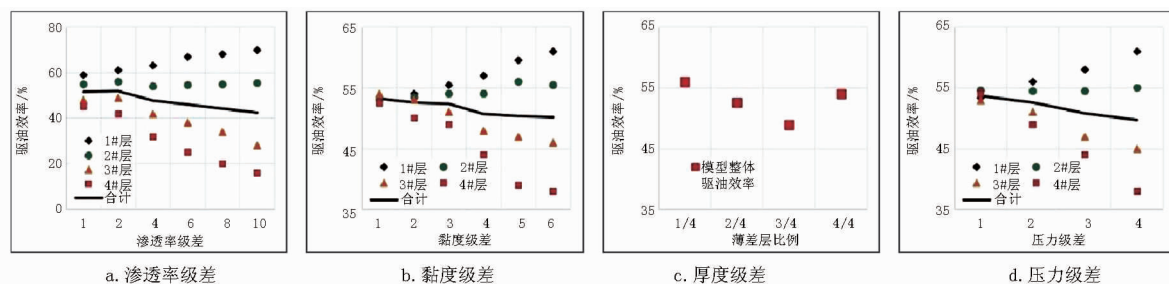 80
60
40
20
0
驱油效率/%
1#层
2#层
3#层
4#层
合计
1 2 4 6 8 10
渗透率级差
a. 渗透率级差
65
55
45
35
驱油效率/%
1#层 2#层
3#层 4#层
合计
1 2 3 4 5 6
黏度级差
b. 黏度级差
65
55
45
35
驱油效率/%
模型整体
驱油效率
1/4 2/4 3/4 4/4
薄差层比例
c. 厚度级差
65
55
45
35
驱油效率/%
1#层 2#层
3#层 4#层
合计
1 2 3 4
压力级差
d. 压力级差